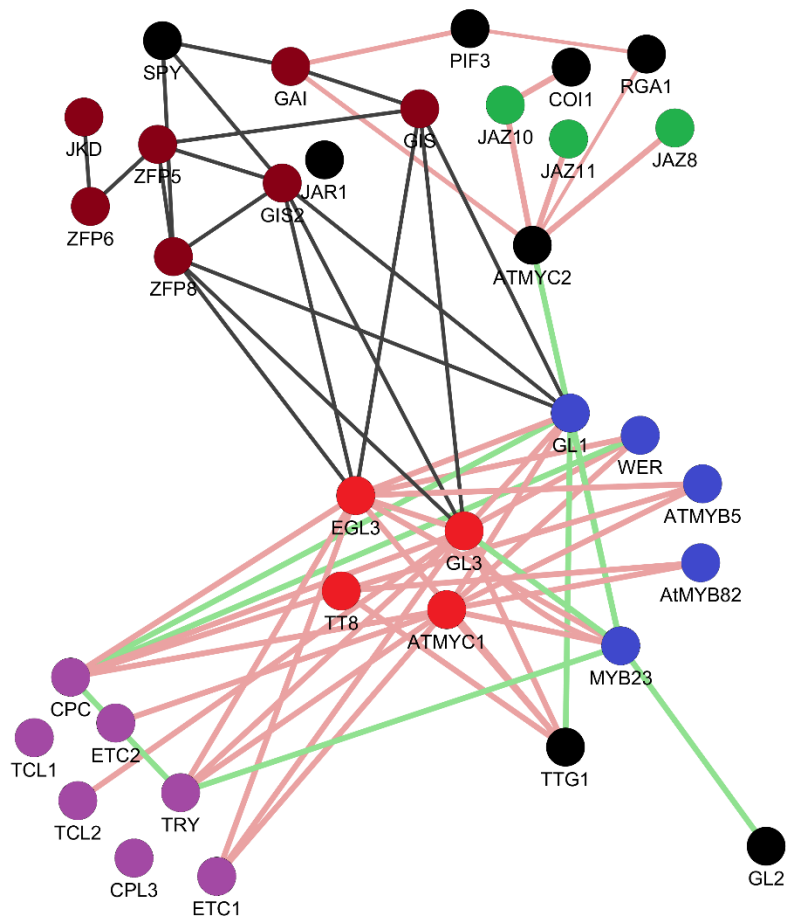 SPY
GAI
PIF3
RGA1
COI1
JAZ10
JAZ11
JAZ8
GIS
JKD
ZFP5
JAR1
GIS2
ZFP6
ZFP8
ATMYC2
GL1
WER
ATMYB5
EGL3
GL3
AtMYB82
TT8
ATMYC1
MYB23
CPC
ETC2
TCL1
TTG1
TCL2
TRY
CPL3
GL2
ETC1